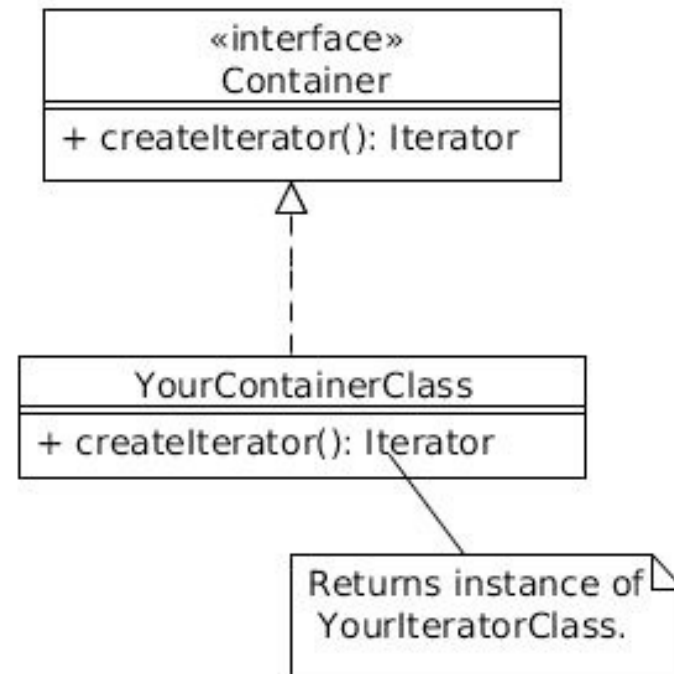 «interface»
Container
+ createIterator(): Iterator
YourContainerClass
+ createIterator(): Iterator
Returns instance of
YourIteratorClass.